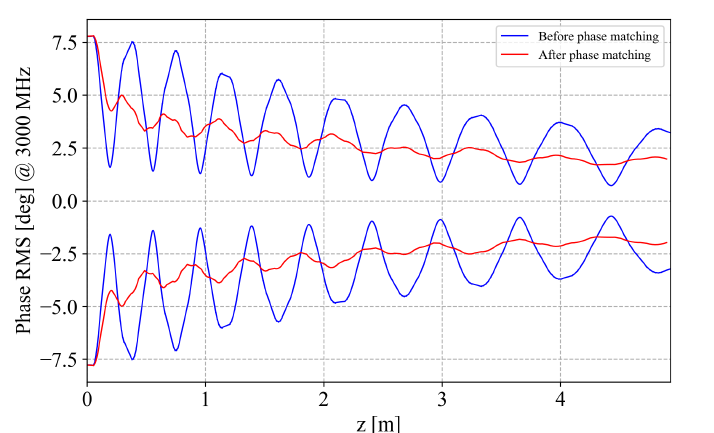 Before phase matching
After phase matching
Phase RMS [deg] @ 3000 MHz
7.5
5.0
2.5
0.0
−2.5
−5.0
−7.5
0 1 2 3 4
z [m]